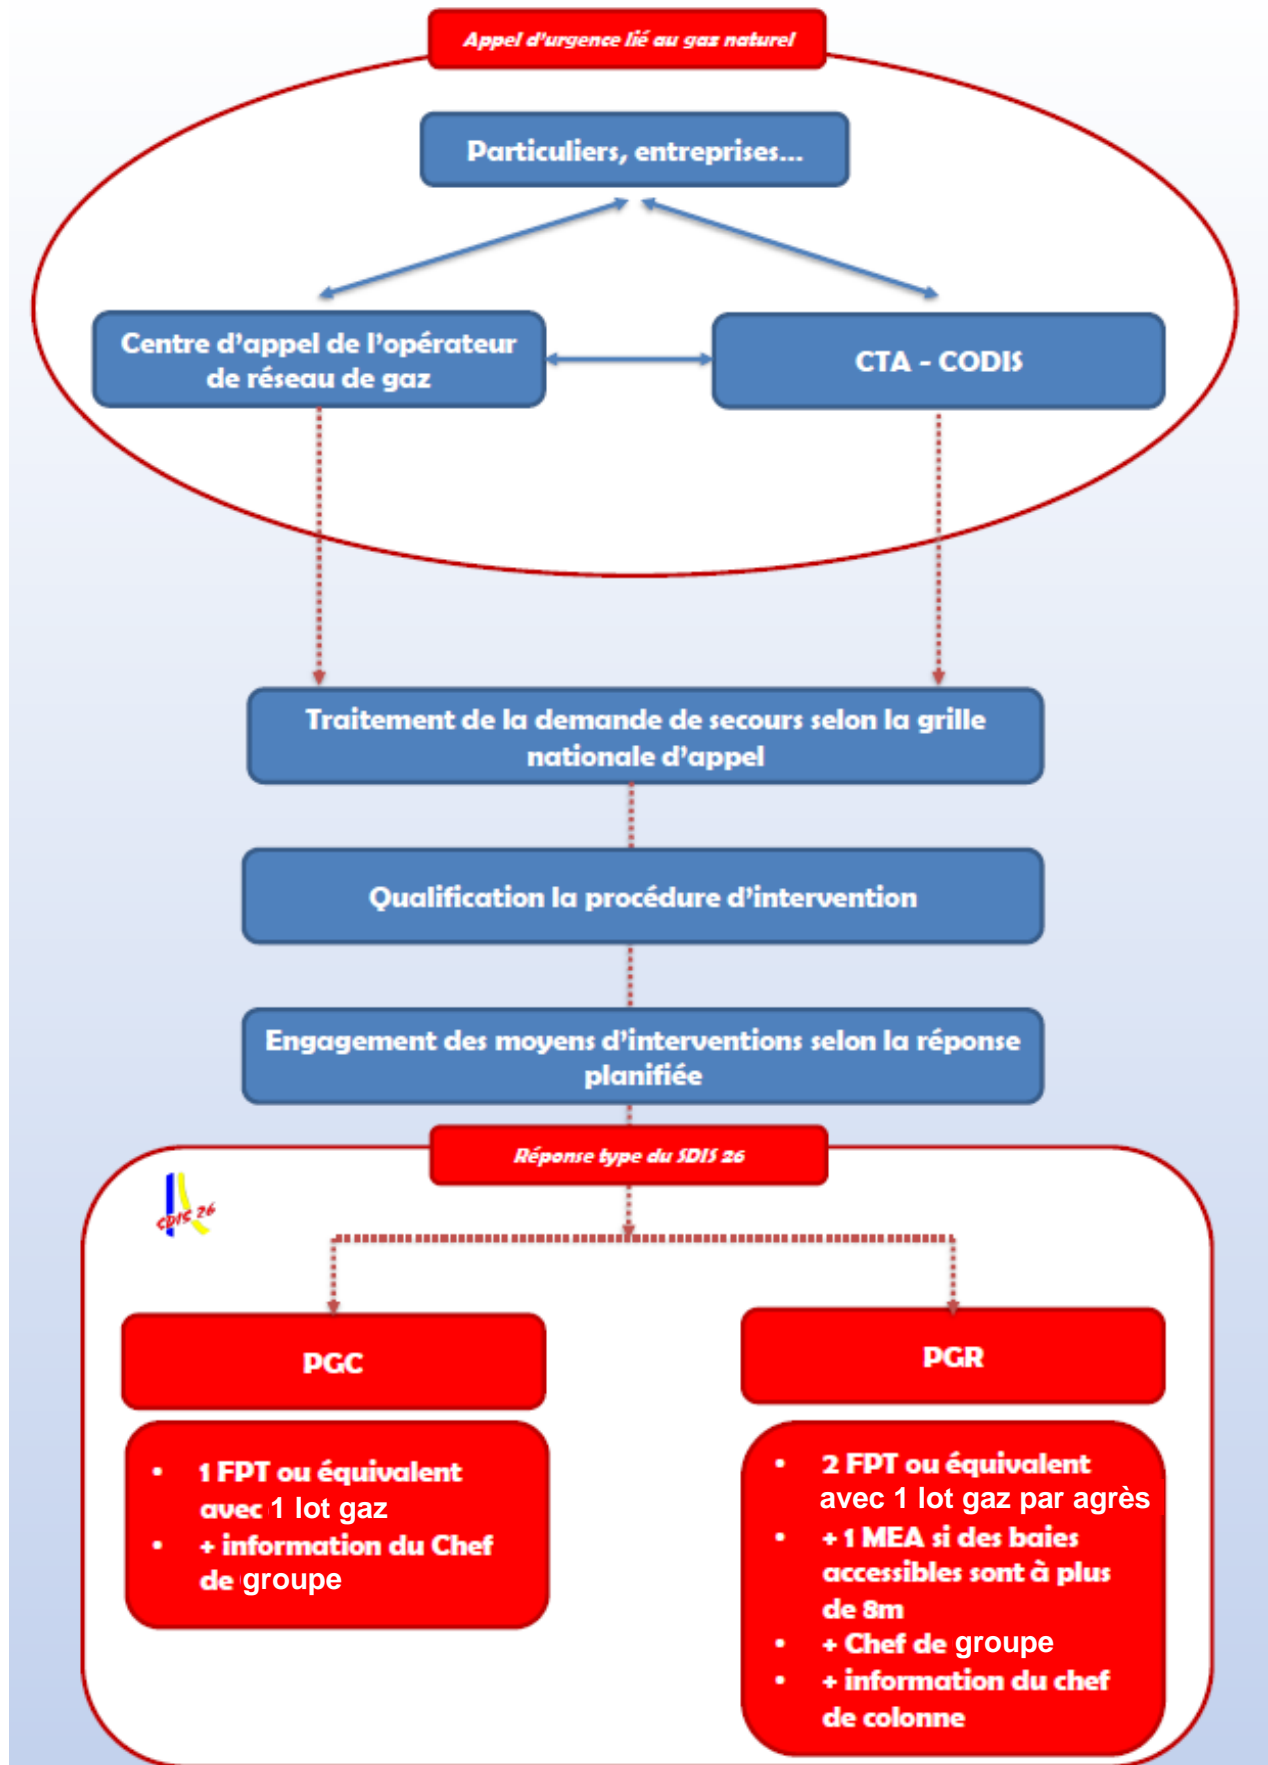 Appel d'urgence lié au gaz naturel
Particuliers, entreprises...
Centre d'appel de l'opérateur
de réseau de gaz
CTA - CODIS
Traitement de la demande de secours selon la grille
nationale d'appel
Qualification la procédure d'intervention
Engagement des moyens d'interventions selon la réponse
planifiée
Réponse type du SDIS 26
SDIS 26
PGC
• 1 FPT ou équivalent
avec 1 lot gaz
• + information du Chef
de groupe
PGR
• 2 FPT ou équivalent
avec 1 lot gaz par agrès
• + 1 MEA si des baies
accessibles sont à plus
de 8m
• + Chef de groupe
• + information du chef
de colonne